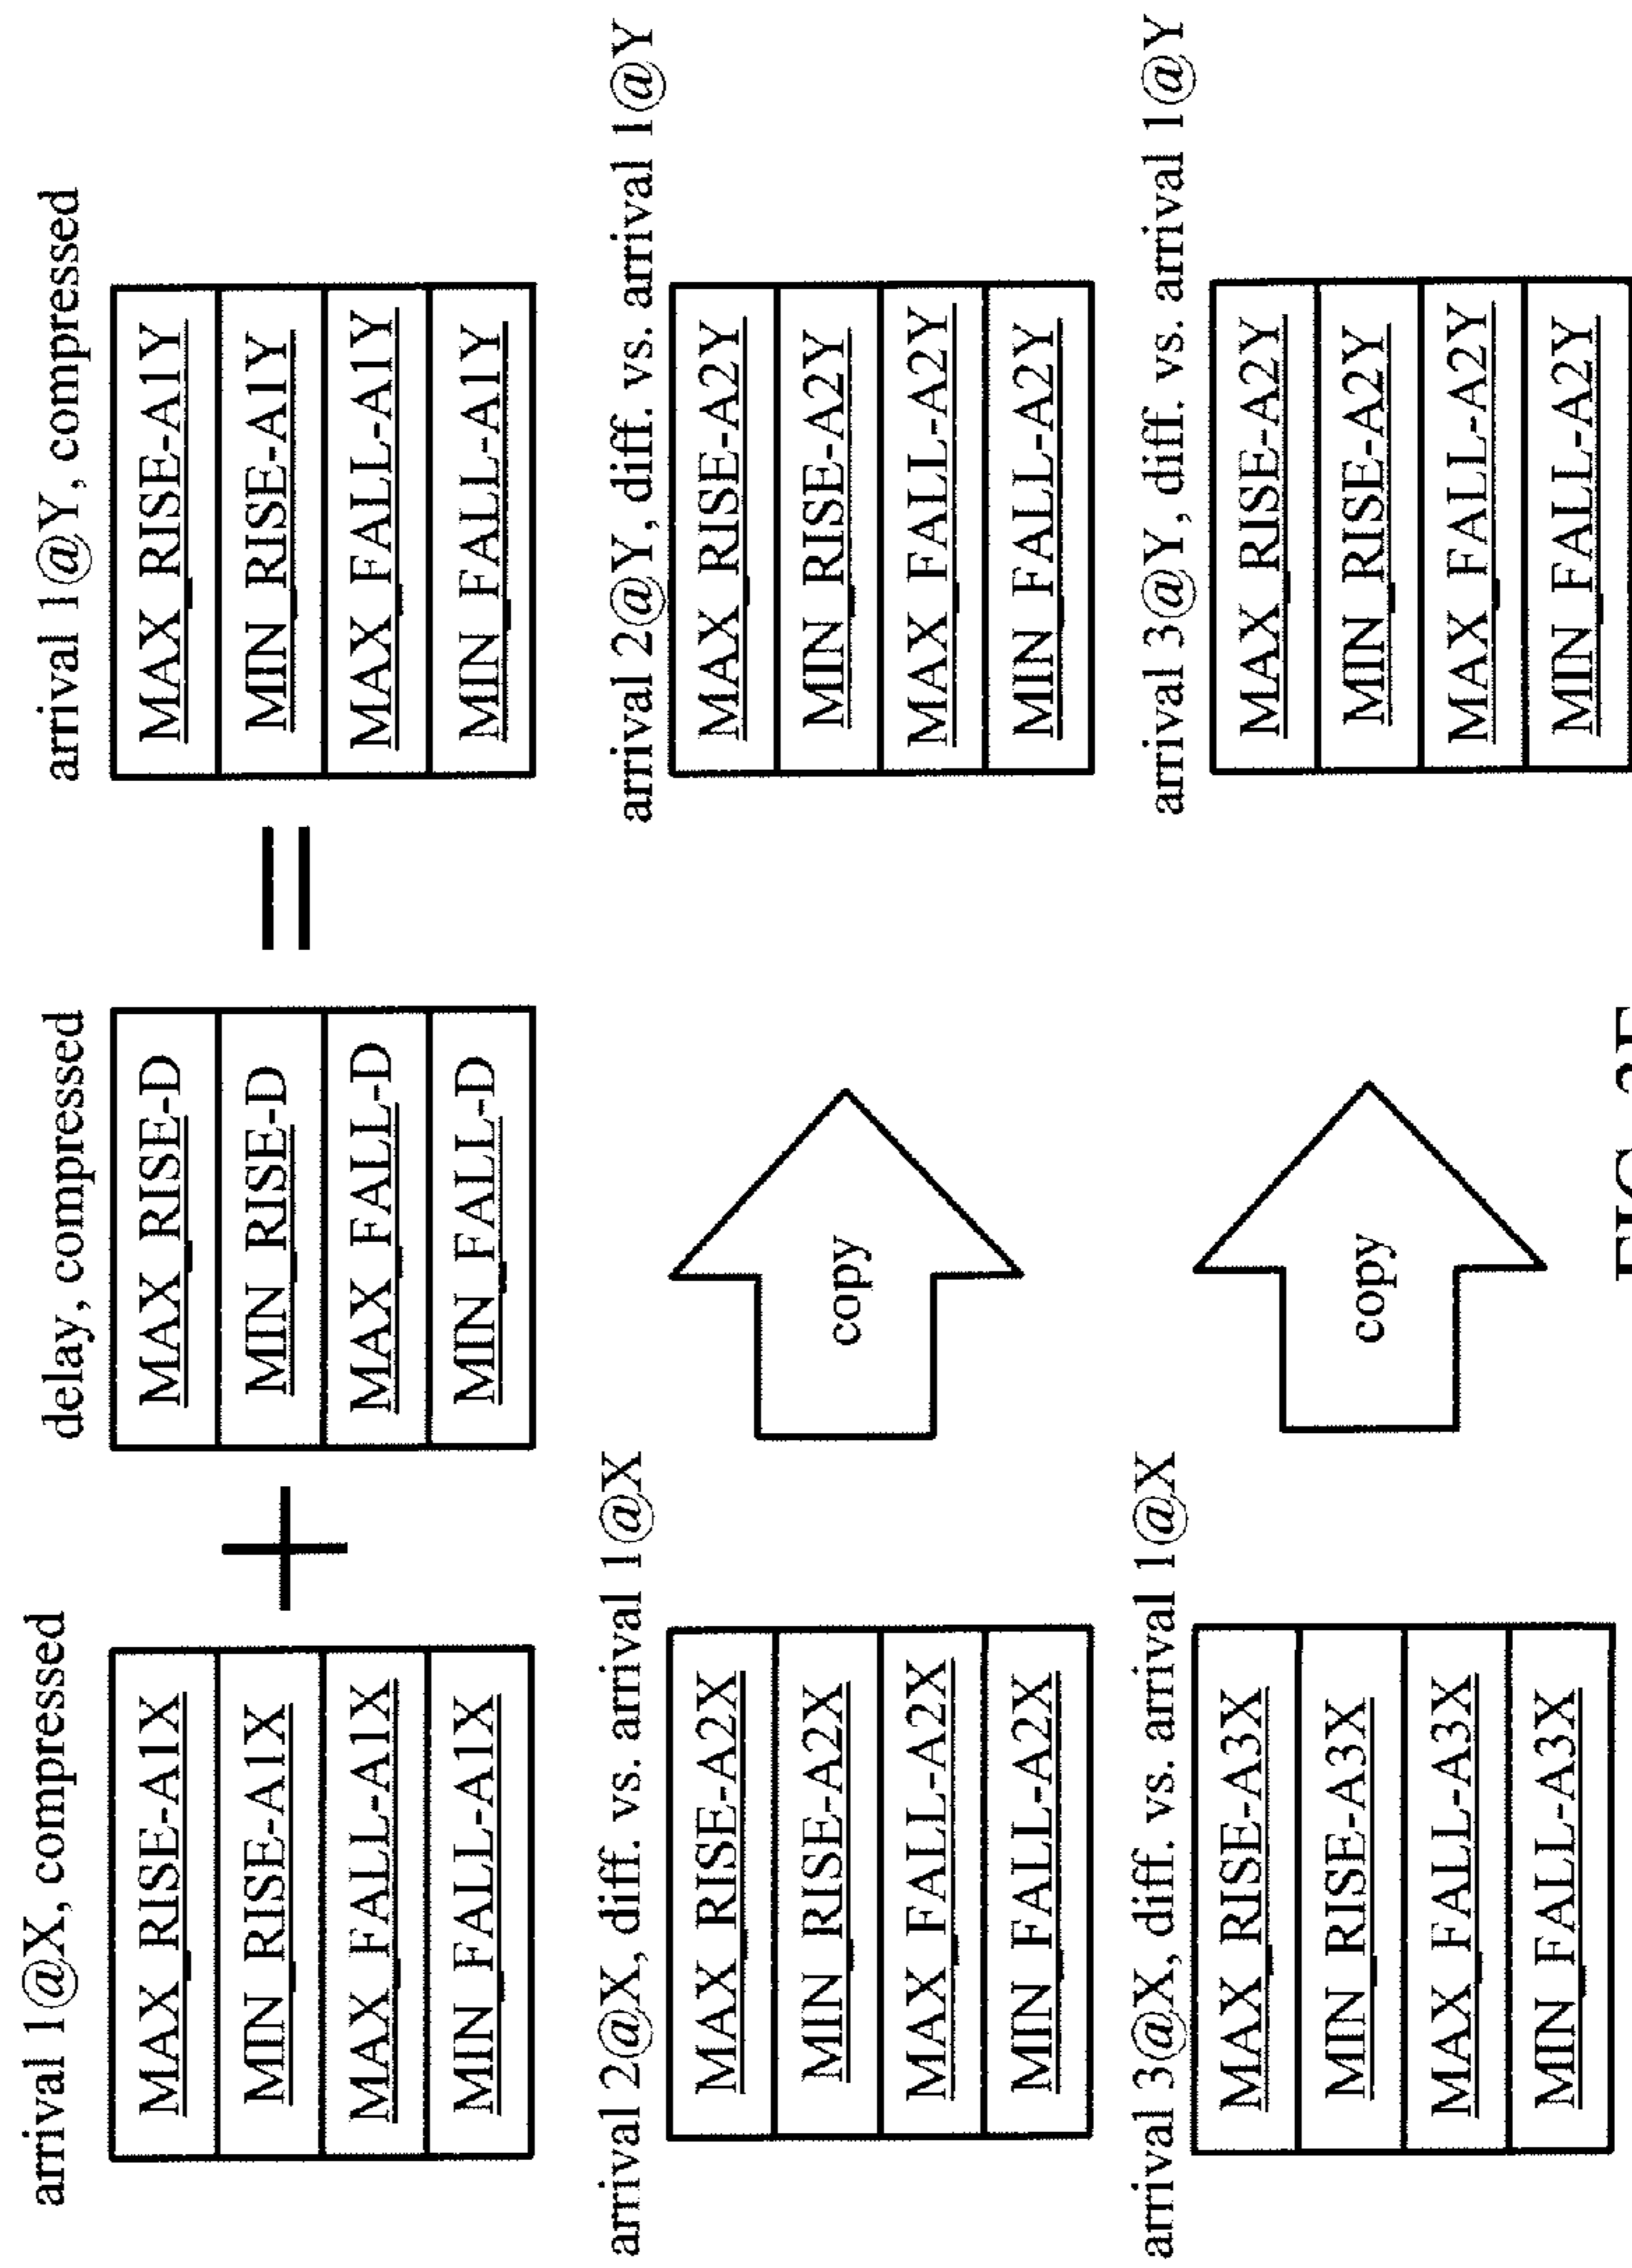 arrival 1@X, compressed
MAX_RISE-A1X
MIN_RISE-A1X
MAX_FALL-A1X
MIN_FALL-A1X
+
delay, compressed
MAX_RISE-D
MIN_RISE-D
MAX_FALL-D
MIN_FALL-D
=
arrival 1@Y, compressed
MAX_RISE-A1Y
MIN_RISE-A1Y
MAX_FALL-A1Y
MIN_FALL-A1Y
arrival 2@X, diff. vs. arrival 1@X
MAX_RISE-A2X
MIN_RISE-A2X
MAX_FALL-A2X
MIN_FALL-A2X
copy
arrival 2@Y, diff. vs. arrival 1@Y
MAX_RISE-A2Y
MIN_RISE-A2Y
MAX_FALL-A2Y
MIN_FALL-A2Y
arrival 3@X, diff. vs. arrival 1@X
MAX_RISE-A3X
MIN_RISE-A3X
MAX_FALL-A3X
MIN_FALL-A3X
copy
arrival 3@Y, diff. vs. arrival 1@Y
MAX_RISE-A2Y
MIN_RISE-A2Y
MAX_FALL-A2Y
MIN_FALL-A2Y